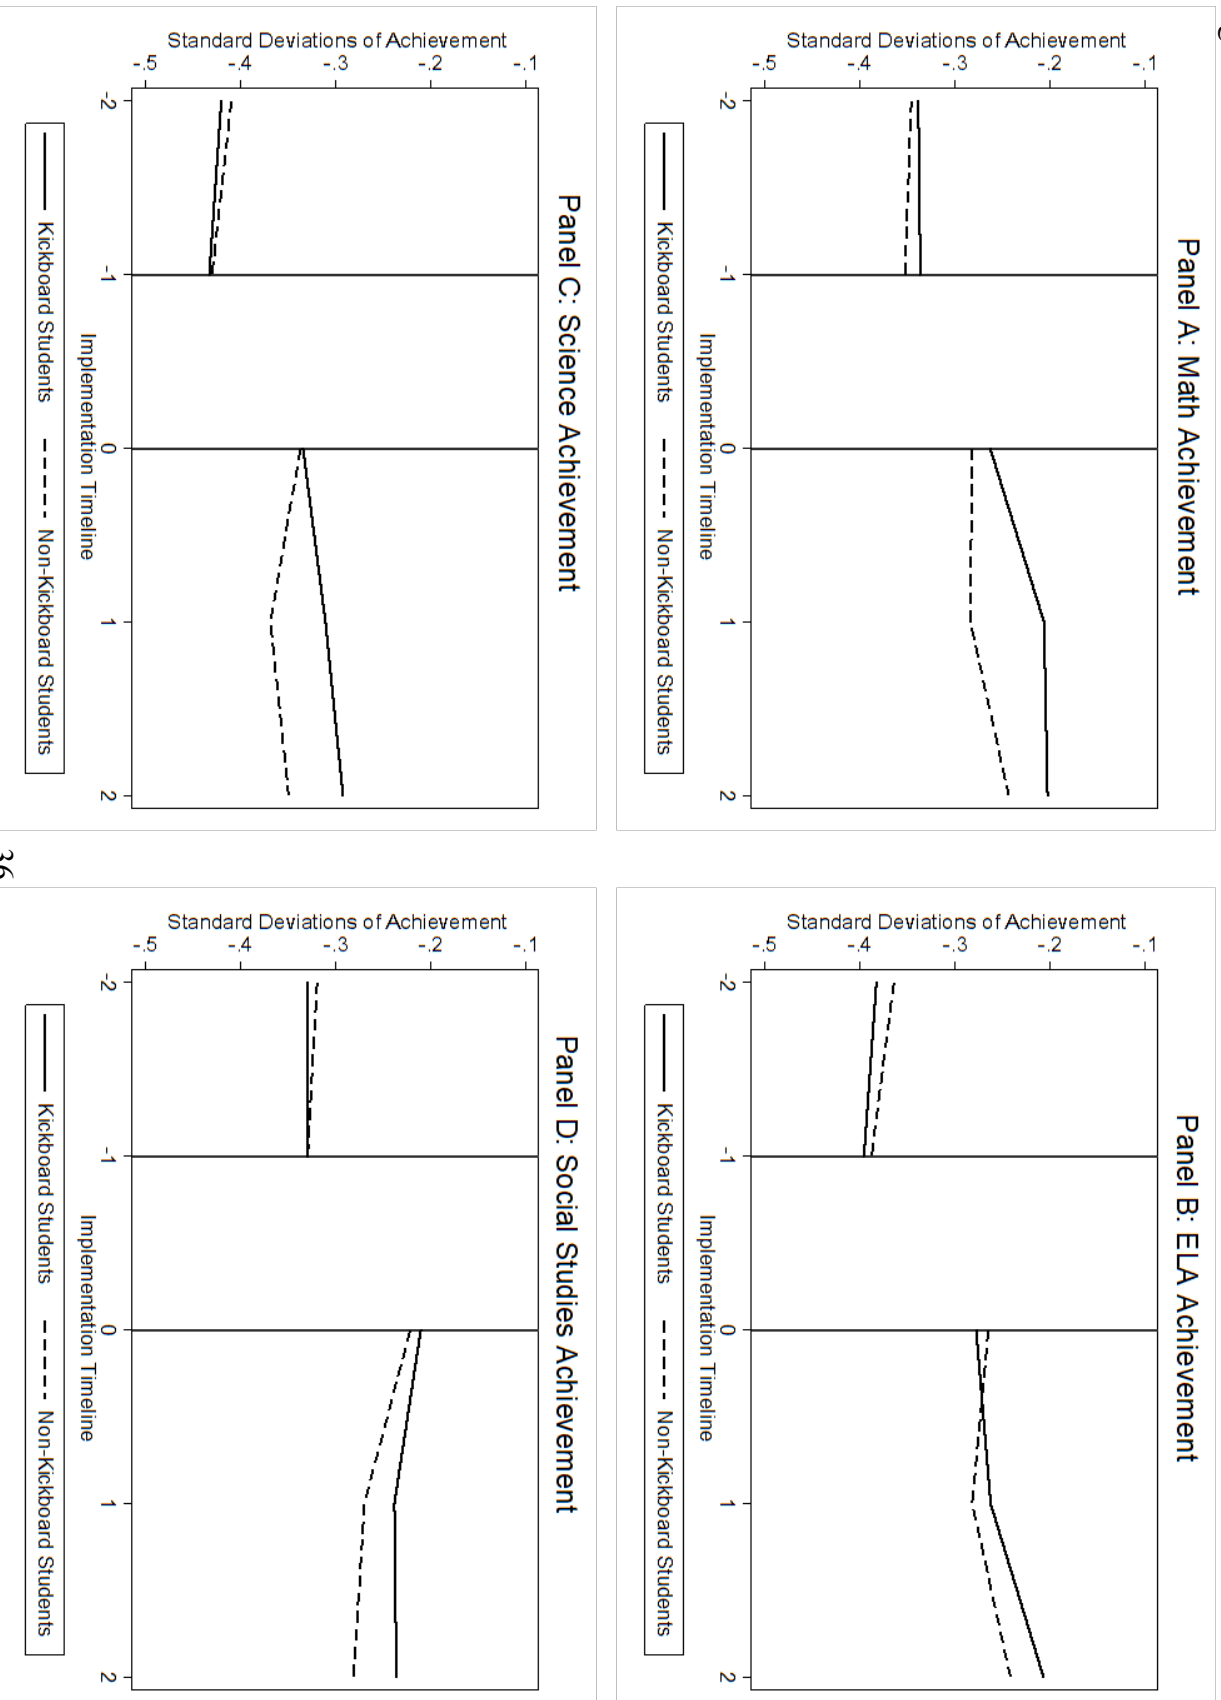 Panel A: Math Achievement
Standard Deviations of Achievement
-.5 -.4 -.3 -.2 -.1
-2 -1 0 1 2
Implementation Timeline
Kickboard Students Non-Kickboard Students
Panel B: ELA Achievement
Standard Deviations of Achievement
-.5 -.4 -.3 -.2 -.1
-2 -1 0 1 2
Implementation Timeline
Kickboard Students Non-Kickboard Students
Panel C: Science Achievement
Standard Deviations of Achievement
-.5 -.4 -.3 -.2 -.1
-2 -1 0 1 2
Implementation Timeline
Kickboard Students Non-Kickboard Students
Panel D: Social Studies Achievement
Standard Deviations of Achievement
-.5 -.4 -.3 -.2 -.1
-2 -1 0 1 2
Implementation Timeline
Kickboard Students Non-Kickboard Students
36